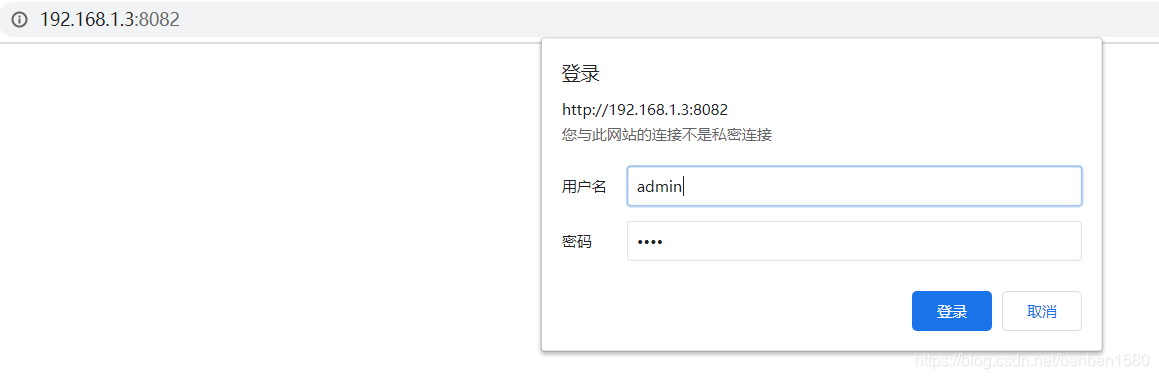 192.168.1.3:8082
登录
http://192.168.1.3:8082
您与此网站的连接不是私密连接
用户名 admin
密码 ••••
登录 取消
https://blog.csdn.net/benben1580